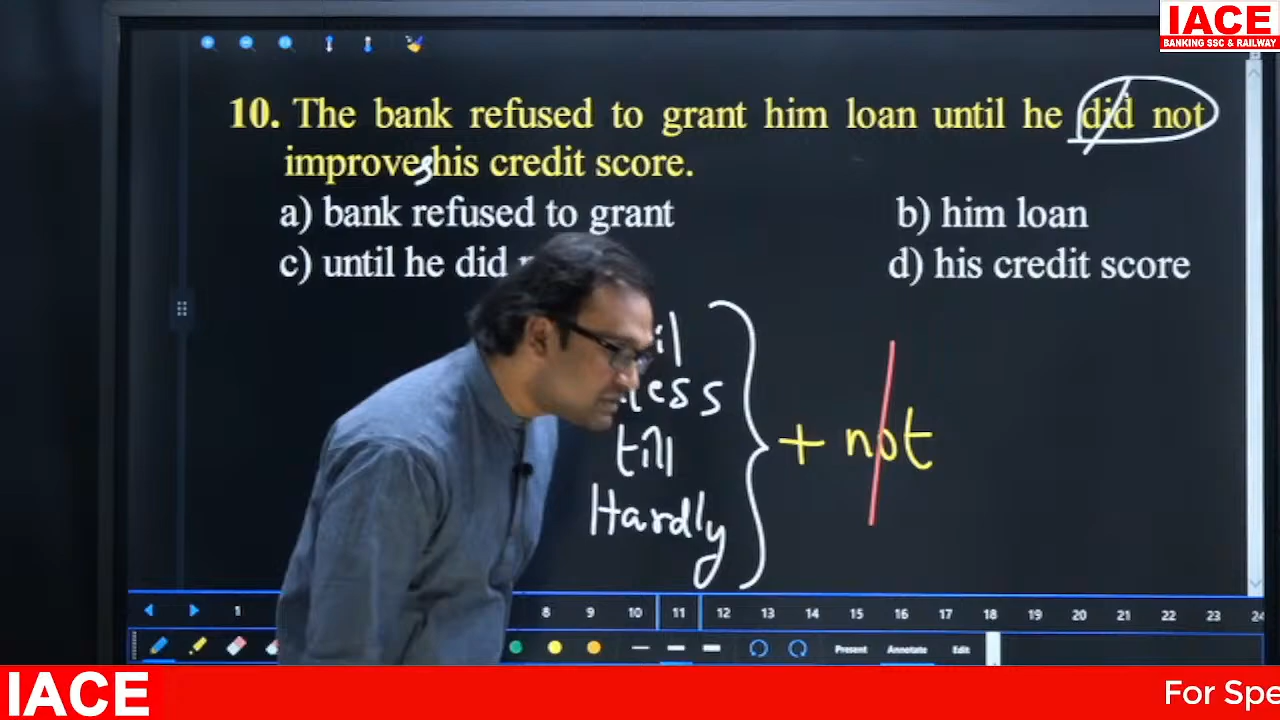 IACE
BANKING SSC & RAILWAY
10. The bank refused to grant him loan until he did not
improves his credit score.
a) bank refused to grant
b) him loan
c) until he did
d) his credit score
till
Hardly
+ not
1 8 9 10 11 12 13 14 15 16 17 18 19 20 21 22 23 24
Present Annotate Edit
IACE
For Spe